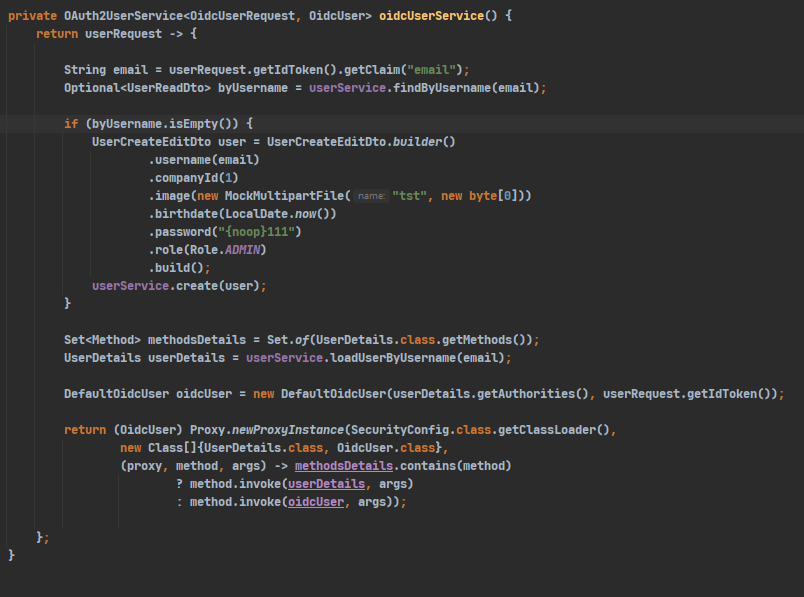 private OAuth2UserService<OidcUserRequest, OidcUser> oidcUserService() {
    return userRequest -> {

        String email = userRequest.getIdToken().getClaim("email");
        Optional<UserReadDto> byUsername = userService.findByUsername(email);

        if (byUsername.isEmpty()) {
            UserCreateEditDto user = UserCreateEditDto.builder()
                    .username(email)
                    .companyId(1)
                    .image(new MockMultipartFile( name: "tst", new byte[0]))
                    .birthdate(LocalDate.now())
                    .password("{noop}111")
                    .role(Role.ADMIN)
                    .build();
            userService.create(user);
        }

        Set<Method> methodsDetails = Set.of(UserDetails.class.getMethods());
        UserDetails userDetails = userService.loadUserByUsername(email);

        DefaultOidcUser oidcUser = new DefaultOidcUser(userDetails.getAuthorities(), userRequest.getIdToken());

        return (OidcUser) Proxy.newProxyInstance(SecurityConfig.class.getClassLoader(),
                new Class[]{UserDetails.class, OidcUser.class},
                (proxy, method, args) -> methodsDetails.contains(method)
                        ? method.invoke(userDetails, args)
                        : method.invoke(oidcUser, args));

    };
}